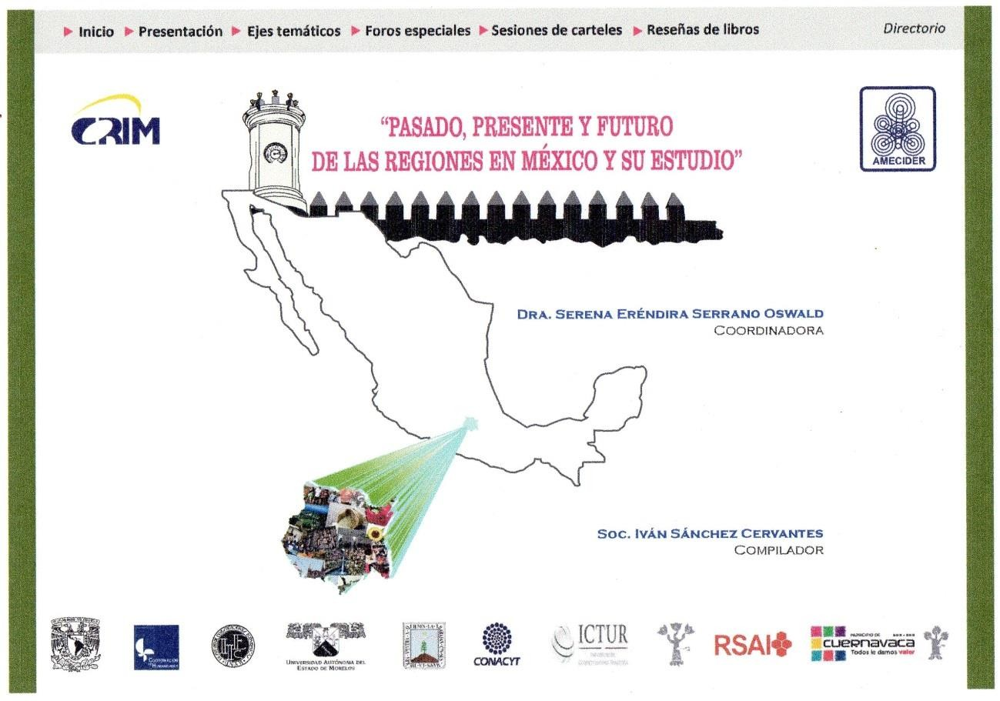 Inicio Presentación Ejes temáticos Foros especiales Sesiones de carteles Reseñas de libros Directorio
CRIM
“PASADO, PRESENTE Y FUTURO
DE LAS REGIONES EN MÉXICO Y SU ESTUDIO”
AMECIDER
DRA. SERENA ERÉNDIRA SERRANO OSWALD
COORDINADORA
SOC. IVÁN SÁNCHEZ CERVANTES
COMPILADOR
COORDINACIÓN
HUMANIDADES
UNIVERSIDAD AUTÓNOMA DEL
ESTADO DE MORELOS
CONACYT
ICTUR
RSAI
MUNICIPIO DE
CUERNAVACA
Todos le damos valor